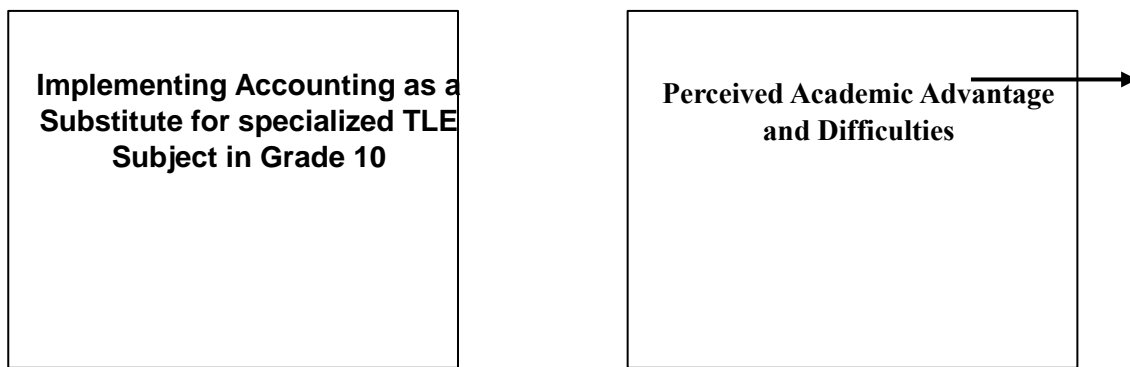 Implementing Accounting as a
Substitute for specialized TLE
Subject in Grade 10
Perceived Academic Advantage
and Difficulties